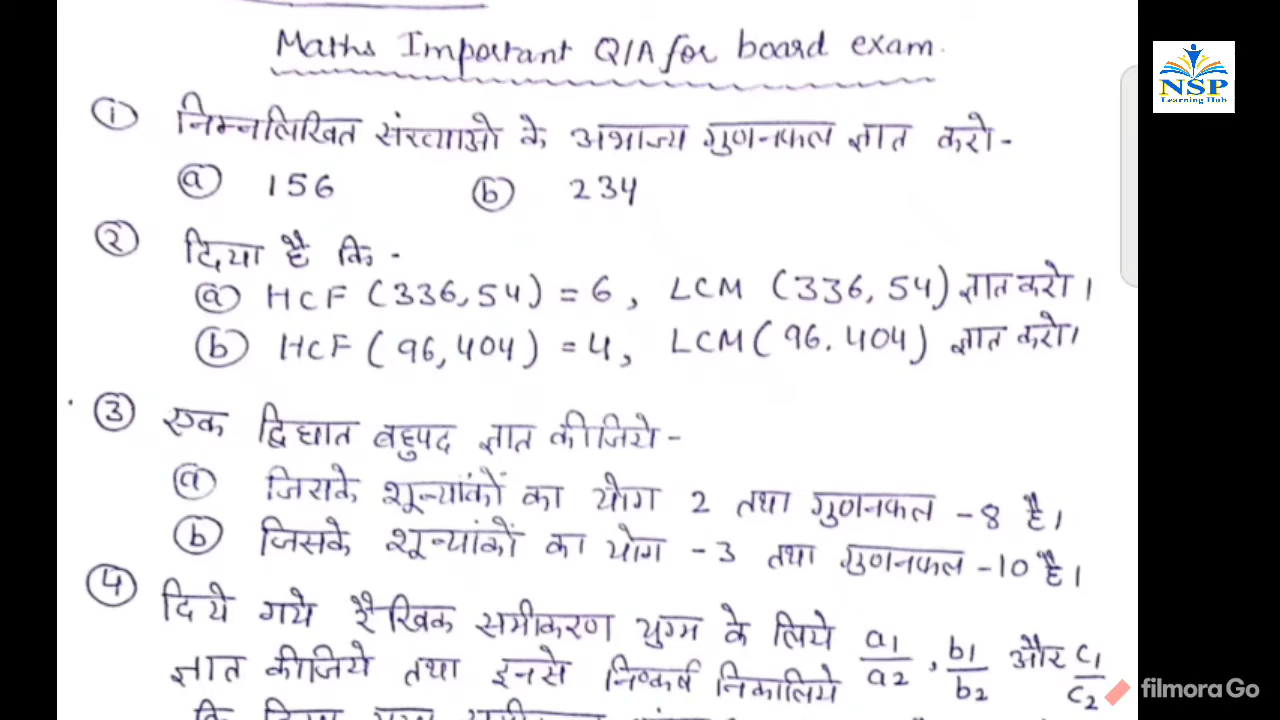 Maths Important Q/A for board exam.
NSP
Learning Hub
① निम्नलिखित संख्याओ के अभाज्य गुणनफल ज्ञात करो-
ⓐ 156 ⓑ 234
② दिया है कि -
ⓐ HCF (336,54) = 6, LCM (336, 54) ज्ञात करो।
ⓑ HCF (96,404) = 4, LCM (96. 404) ज्ञात करो।
③ एक द्विघात बहुपद ज्ञात कीजिये-
ⓐ जिसके शून्यांकों का योग 2 तथा गुणनफल -8 है।
ⓑ जिसके शून्यांकों का योग -3 तथा गुणनफल -10 है।
④ दिये गये रैखिक समीकरण युग्म के लिये a1/a2, b1/b2 और c1/c2
ज्ञात कीजिये तथा इनसे निष्कर्ष निकालिये
filmoraGo